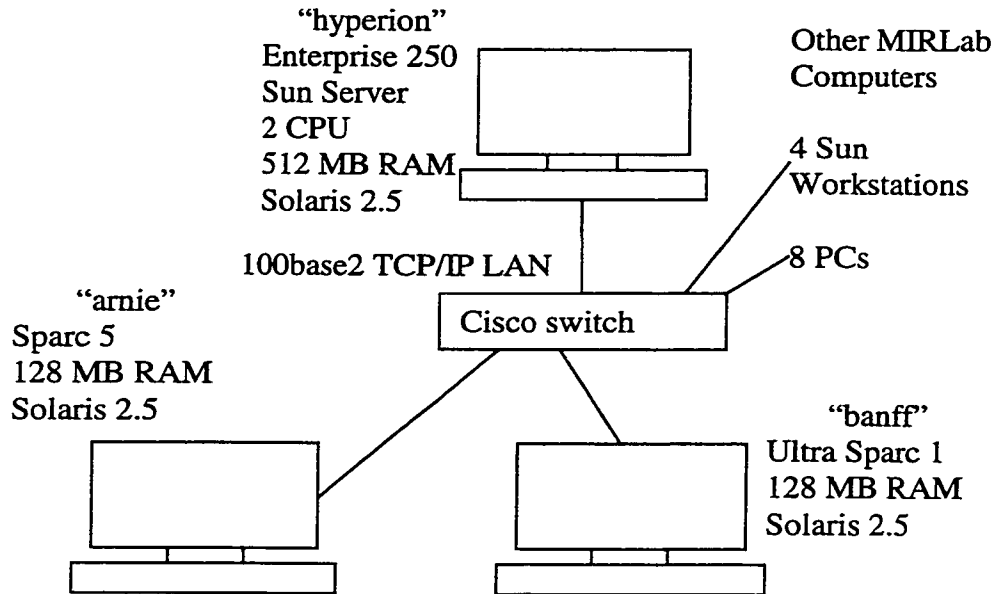 “hyperion”
Enterprise 250
Sun Server
2 CPU
512 MB RAM
Solaris 2.5
Other MIRLab
Computers
4 Sun
Workstations
8 PCs
100base2 TCP/IP LAN
Cisco switch
“arnie”
Sparc 5
128 MB RAM
Solaris 2.5
“banff”
Ultra Sparc 1
128 MB RAM
Solaris 2.5